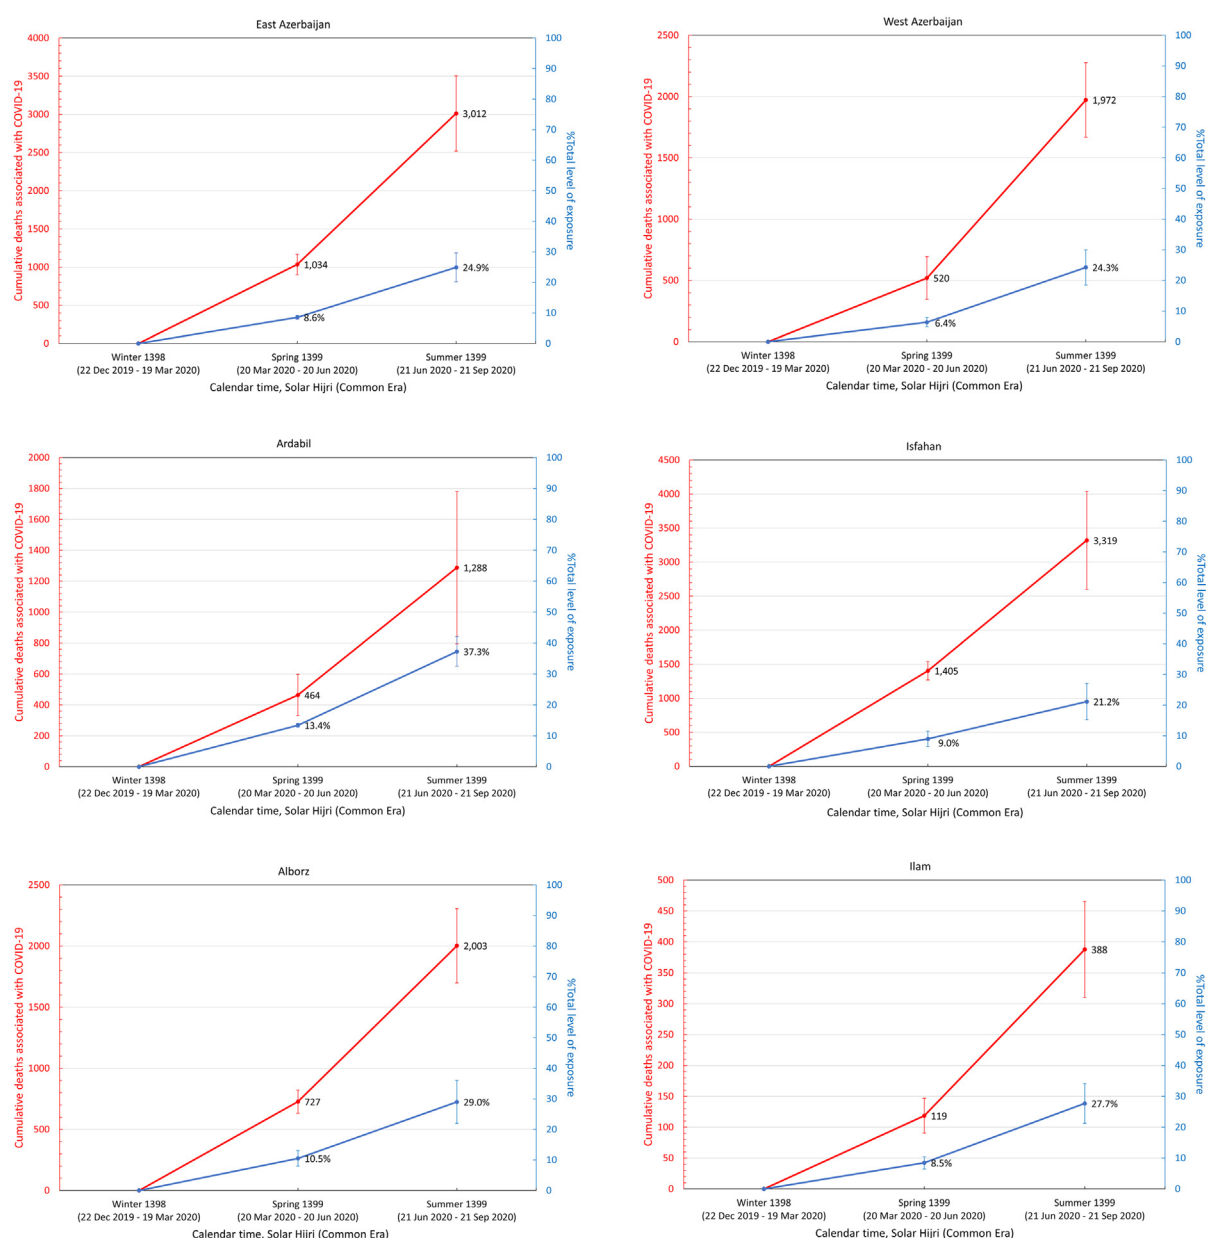 East Azerbaijan
Cumulative deaths associated with COVID-19
4000
3500
3000
2500
2000
1500
1000
500
0
100
90
80
70
60
50
40
30
20
10
0
%Total level of exposure
3,012
1,034
24.9%
8.6%
Winter 1398
(22 Dec 2019 - 19 Mar 2020)
Spring 1399
(20 Mar 2020 - 20 Jun 2020)
Summer 1399
(21 Jun 2020 - 21 Sep 2020)
Calendar time, Solar Hijri (Common Era)
West Azerbaijan
Cumulative deaths associated with COVID-19
2500
2000
1500
1000
500
0
100
90
80
70
60
50
40
30
20
10
0
%Total level of exposure
1,972
520
24.3%
6.4%
Winter 1398
(22 Dec 2019 - 19 Mar 2020)
Spring 1399
(20 Mar 2020 - 20 Jun 2020)
Summer 1399
(21 Jun 2020 - 21 Sep 2020)
Calendar time, Solar Hijri (Common Era)
Ardabil
Cumulative deaths associated with COVID-19
2000
1800
1600
1400
1200
1000
800
600
400
200
0
100
90
80
70
60
50
40
30
20
10
0
%Total level of exposure
1,288
37.3%
464
13.4%
Winter 1398
(22 Dec 2019 - 19 Mar 2020)
Spring 1399
(20 Mar 2020 - 20 Jun 2020)
Summer 1399
(21 Jun 2020 - 21 Sep 2020)
Calendar time, Solar Hijri (Common Era)
Isfahan
Cumulative deaths associated with COVID-19
4500
4000
3500
3000
2500
2000
1500
1000
500
0
100
90
80
70
60
50
40
30
20
10
0
%Total level of exposure
3,319
1,405
21.2%
9.0%
Winter 1398
(22 Dec 2019 - 19 Mar 2020)
Spring 1399
(20 Mar 2020 - 20 Jun 2020)
Summer 1399
(21 Jun 2020 - 21 Sep 2020)
Calendar time, Solar Hijri (Common Era)
Alborz
Cumulative deaths associated with COVID-19
2500
2000
1500
1000
500
0
100
90
80
70
60
50
40
30
20
10
0
%Total level of exposure
2,003
727
29.0%
10.5%
Winter 1398
(22 Dec 2019 - 19 Mar 2020)
Spring 1399
(20 Mar 2020 - 20 Jun 2020)
Summer 1399
(21 Jun 2020 - 21 Sep 2020)
Calendar time, Solar Hijri (Common Era)
Ilam
Cumulative deaths associated with COVID-19
500
450
400
350
300
250
200
150
100
50
0
100
90
80
70
60
50
40
30
20
10
0
%Total level of exposure
388
119
27.7%
8.5%
Winter 1398
(22 Dec 2019 - 19 Mar 2020)
Spring 1399
(20 Mar 2020 - 20 Jun 2020)
Summer 1399
(21 Jun 2020 - 21 Sep 2020)
Calendar time, Solar Hijri (Common Era)